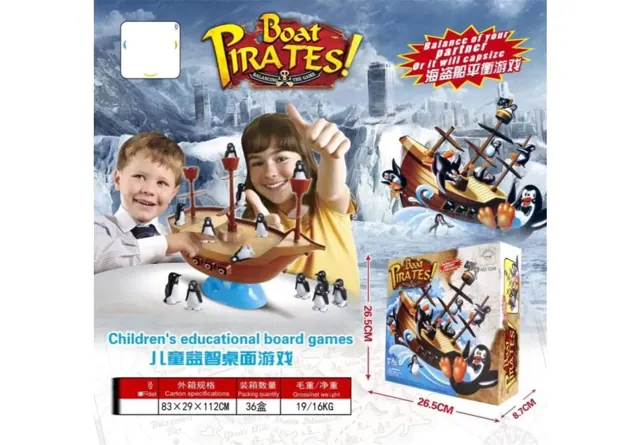 Boat
PIRATES!
BALANCING THE GAME
Balance of your
partner
Or it will capsize
海盗船平衡游戏
Boat
PIRATES!
26.5CM
26.5CM
8.7CM
Children's educational board games
儿童益智桌面游戏
外箱规格
Carton specifications
装箱数量
Packing quantity
毛重/净重
Gross/net weight
83×29×112CM
36盒
19/16KG